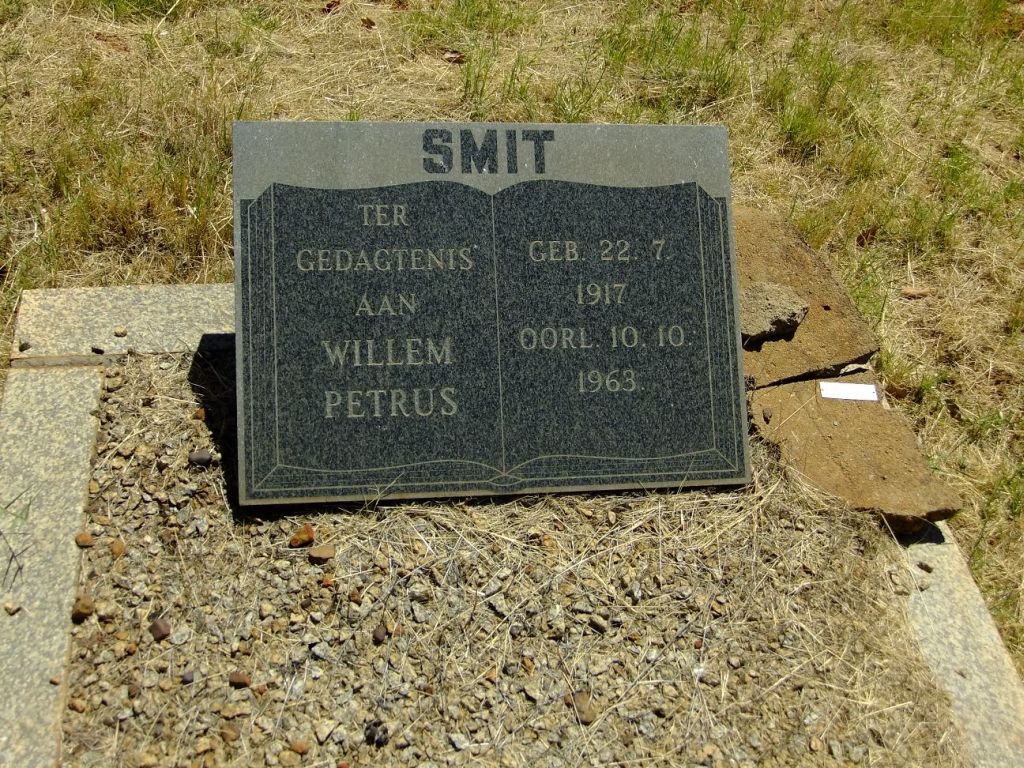 SMIT
TER
GEDAGTENIS
AAN
WILLEM
PETRUS
GEB. 22. 7.
1917
OORL. 10. 10.
1963.